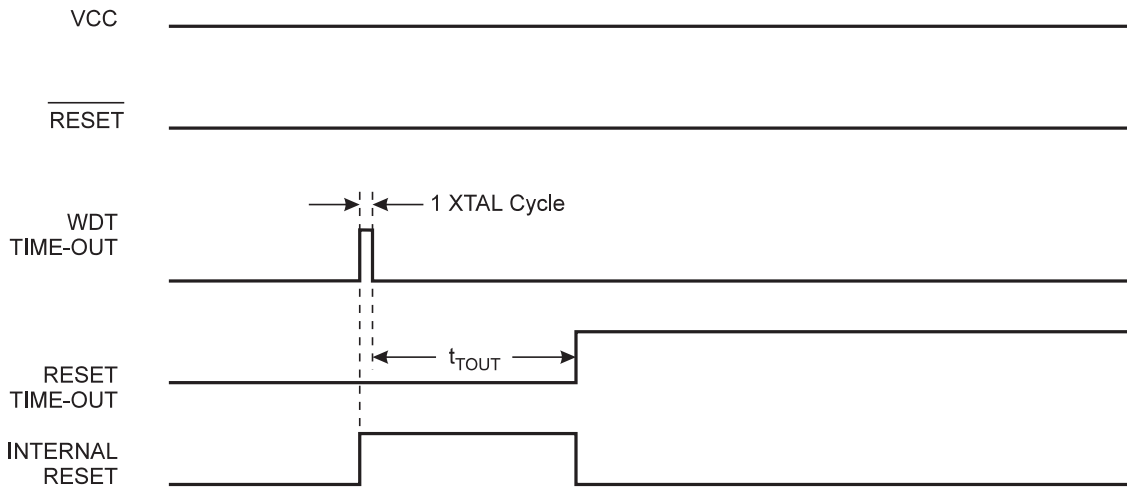 VCC
RESET
1 XTAL Cycle
WDT
TIME-OUT
tTOUT
RESET
TIME-OUT
INTERNAL
RESET